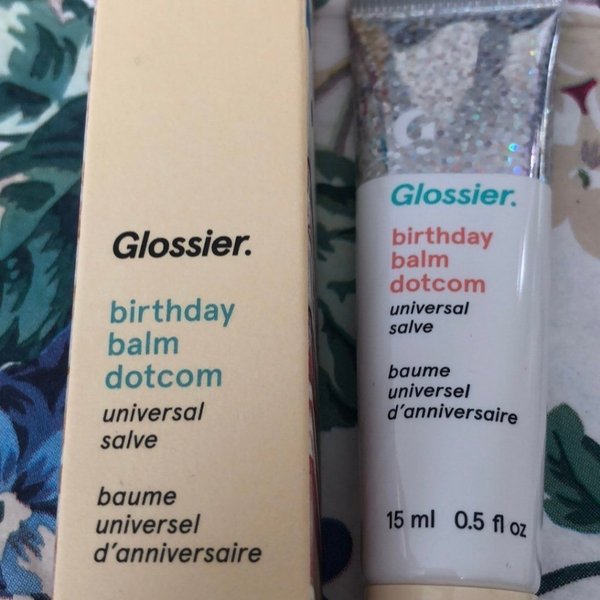 Glossier.
birthday
balm
dotcom
universal
salve
baume
universel
d'anniversaire
G
Glossier.
birthday
balm
dotcom
universal
salve
baume
universel
d'anniversaire
15 ml 0.5 fl oz